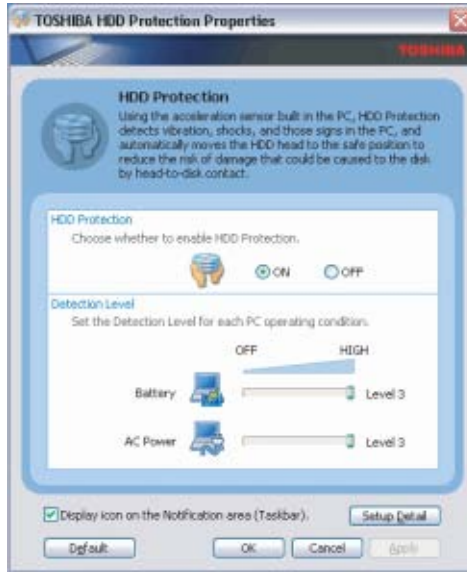 TOSHIBA HDD Protection Properties
TOSHIBA
HDD Protection
Using the acceleration sensor built in the PC, HDD Protection
detects vibration, shocks, and those signs in the PC, and
automatically moves the HDD head to the safe position to
reduce the risk of damage that could be caused to the disk
by head-to-disk contact.
HDD Protection
Choose whether to enable HDD Protection.
ON OFF
Detection Level
Set the Detection Level for each PC operating condition.
OFF HIGH
Battery Level 3
AC Power Level 3
Display icon on the Notification area (Taskbar). Setup Detail
Default OK Cancel Apply